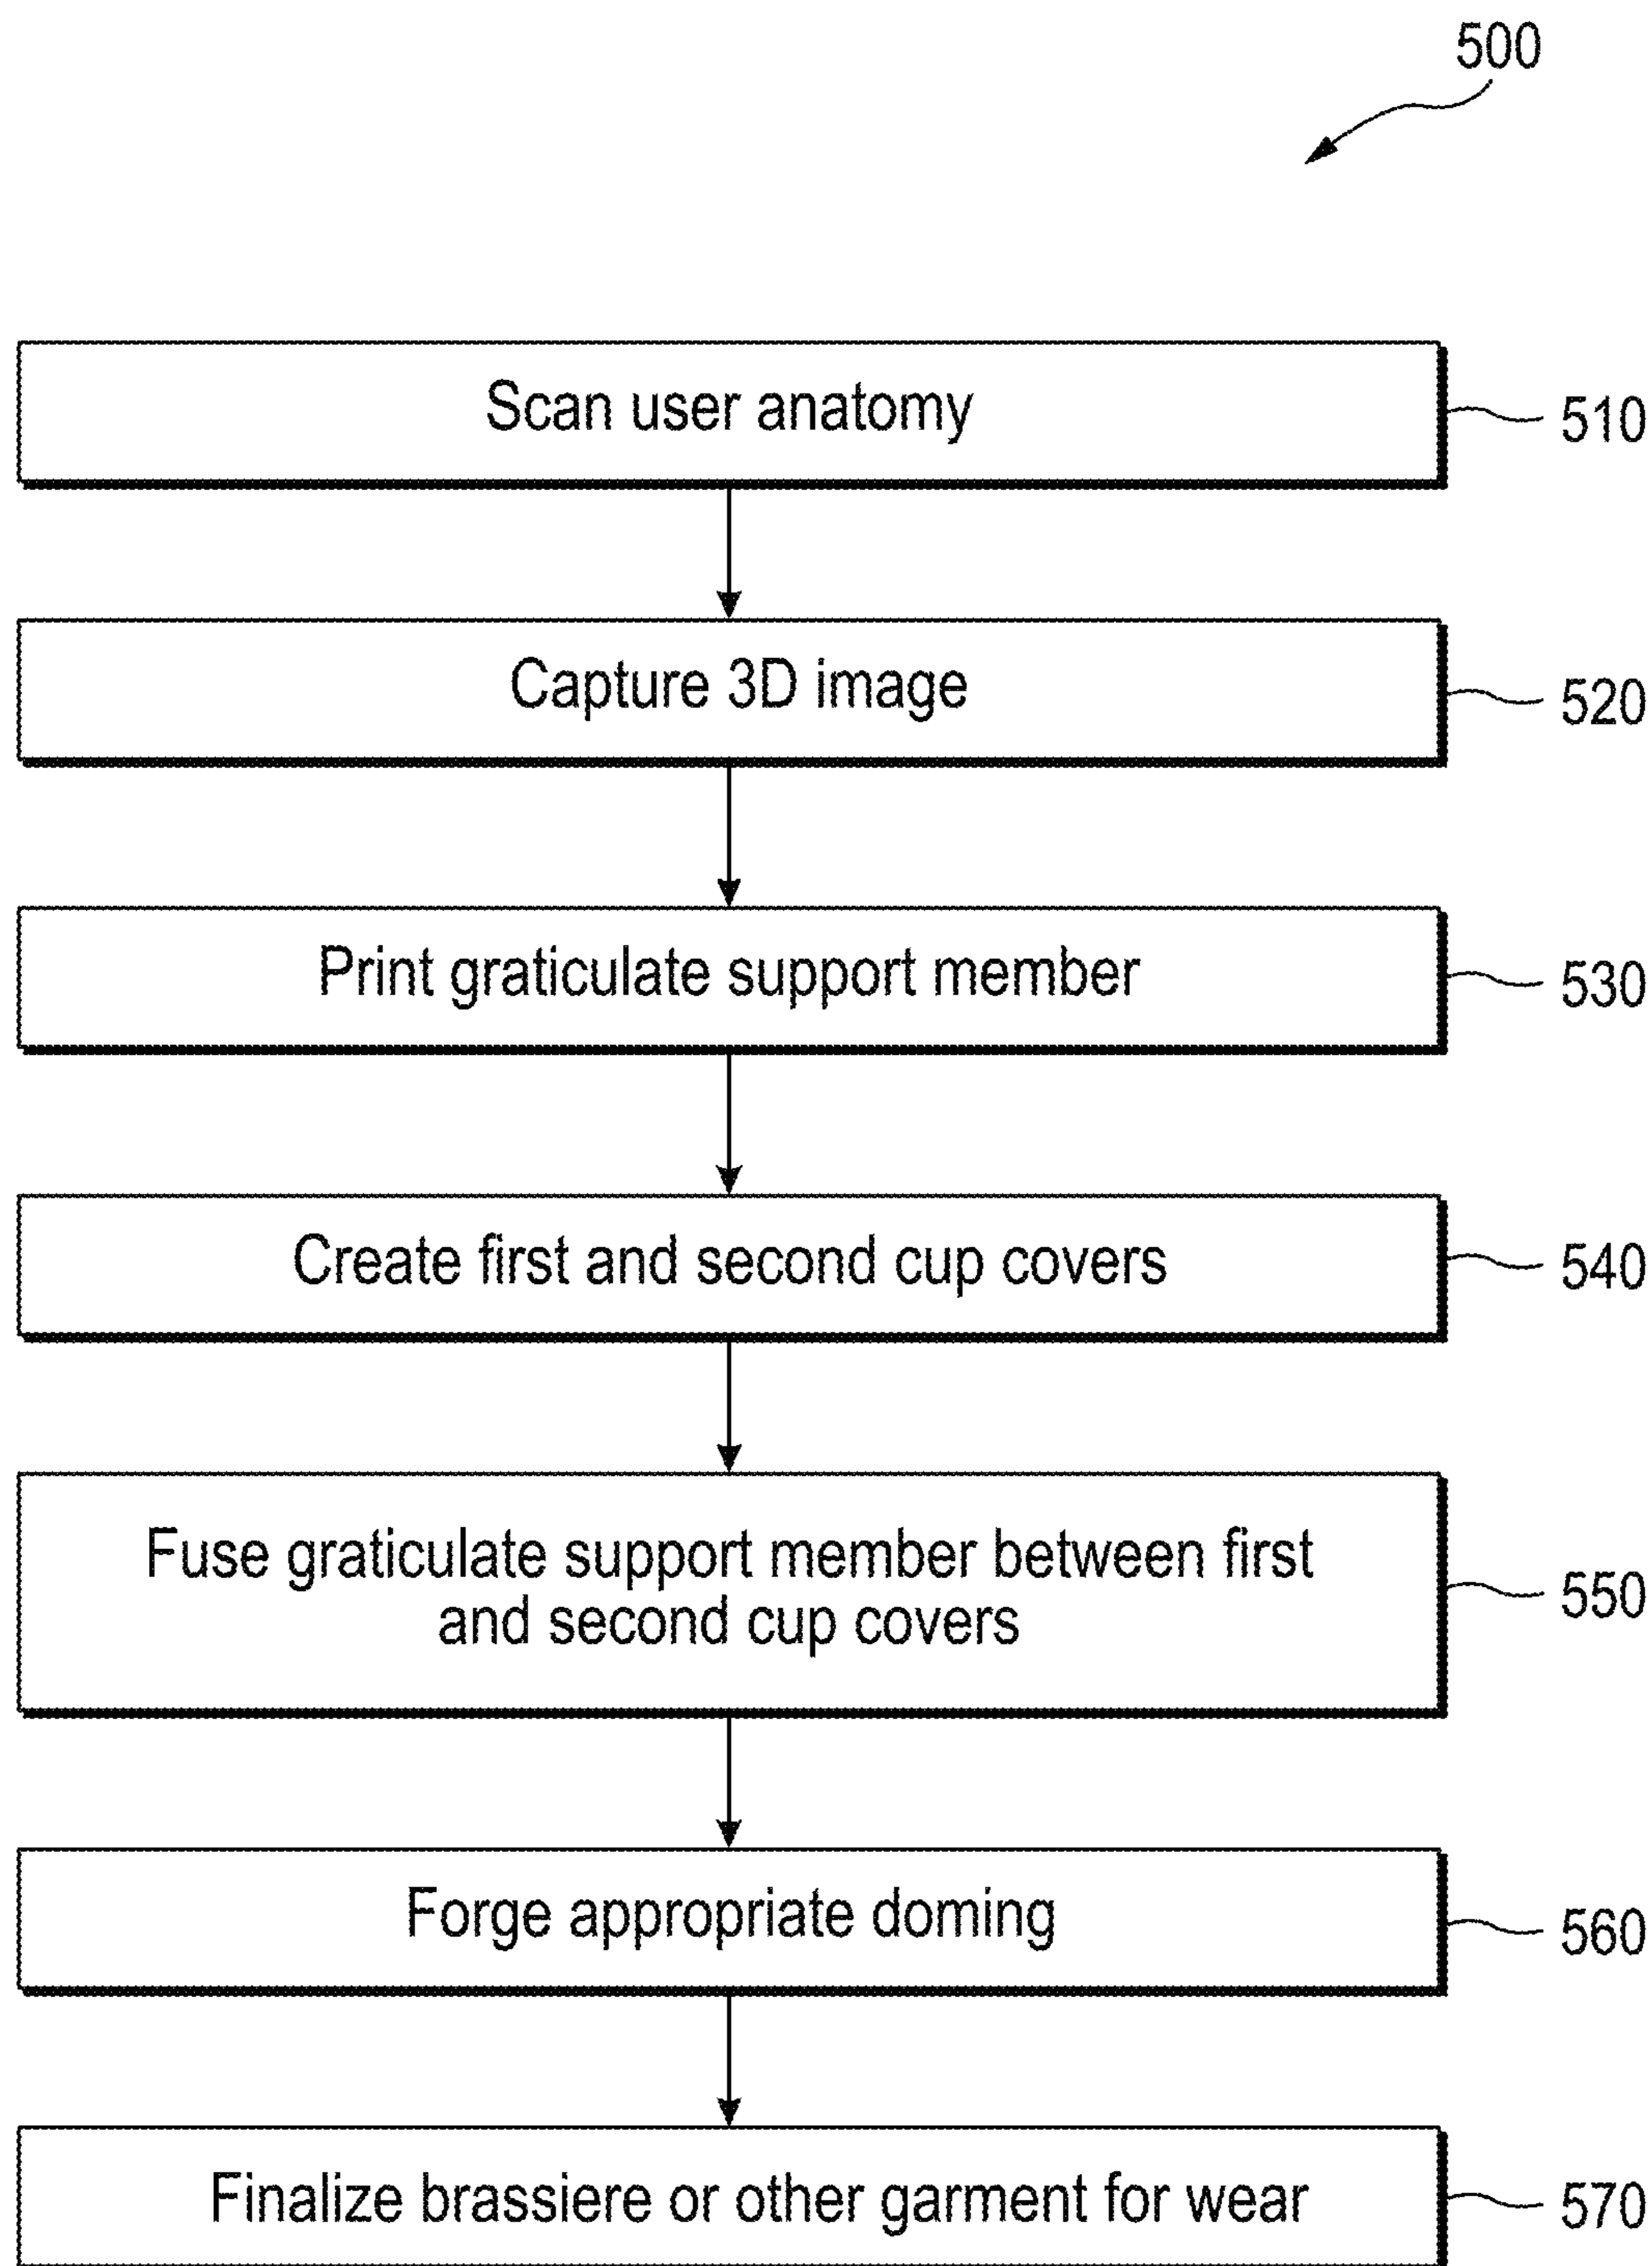 500
Scan user anatomy
510
Capture 3D image
520
Print graticulate support member
530
Create first and second cup covers
540
Fuse graticulate support member between first
and second cup covers
550
Forge appropriate doming
560
Finalize brassiere or other garment for wear
570